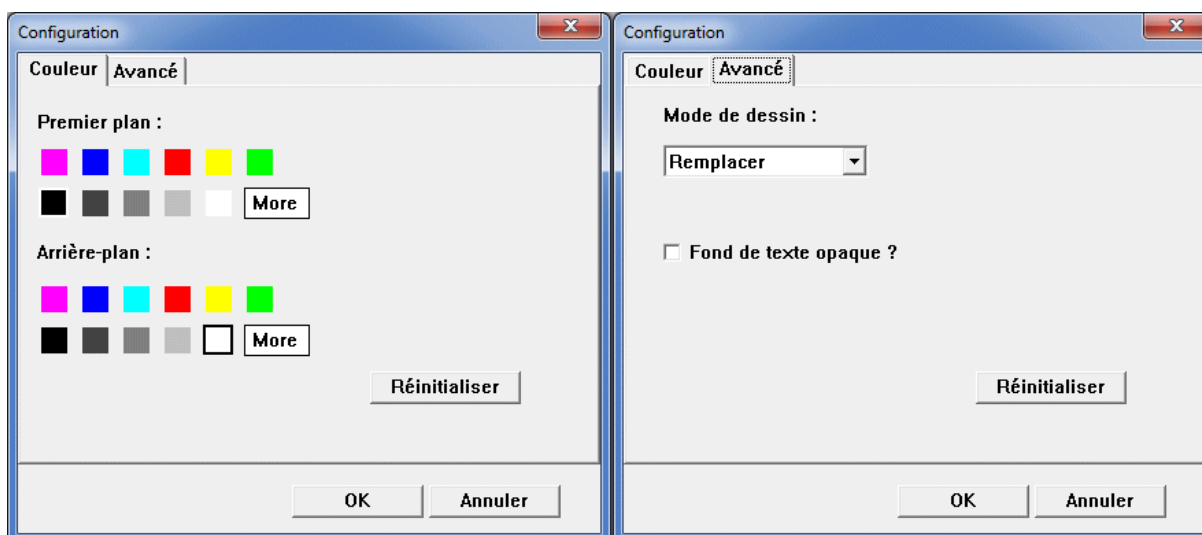 Configuration
Couleur Avancé
Premier plan :
More
Arrière-plan :
More
Réinitialiser
OK Annuler
Configuration
Couleur Avancé
Mode de dessin :
Remplacer
Fond de texte opaque ?
Réinitialiser
OK Annuler